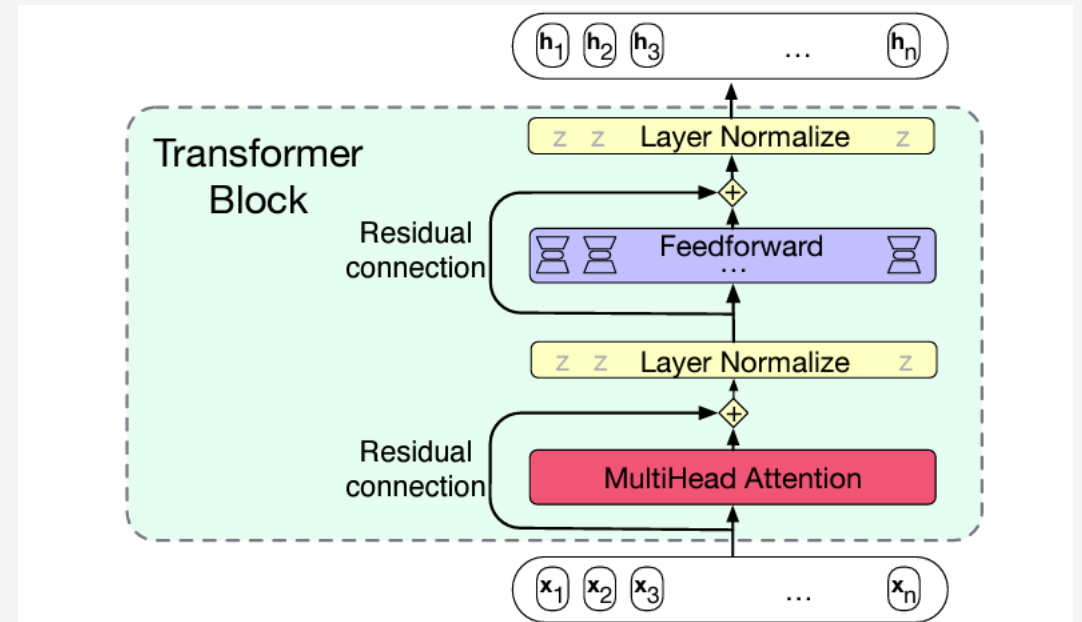 h1 h2 h3 ... hn
Transformer
Block
z z Layer Normalize z
+
Residual
connection
Feedforward
...
z z Layer Normalize z
+
Residual
connection
MultiHead Attention
x1 x2 x3 ... xn